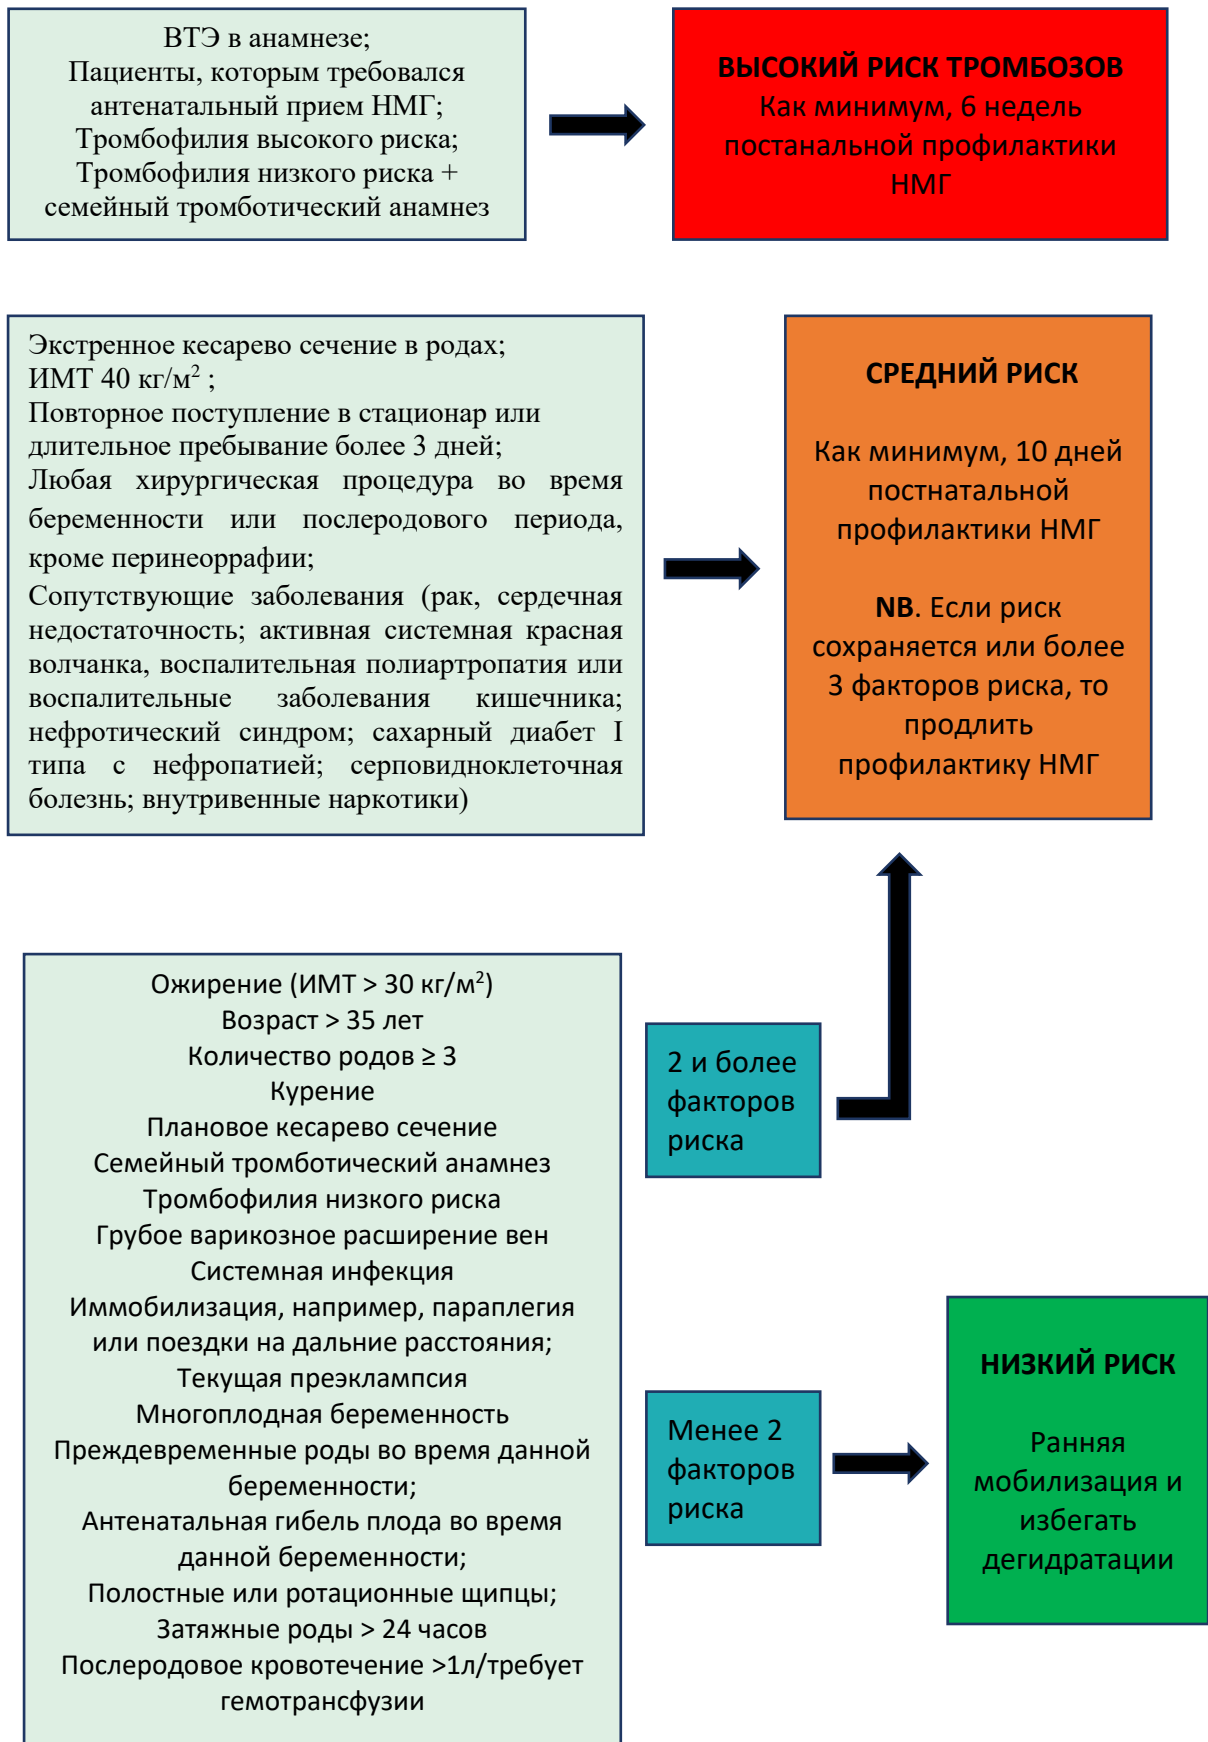 ВТЭ в анамнезе;
Пациенты, которым требовался
антенатальный прием НМГ;
Тромбофилия высокого риска;
Тромбофилия низкого риска +
семейный тромботический анамнез
ВЫСОКИЙ РИСК ТРОМБОЗОВ
Как минимум, 6 недель
постанальной профилактики
НМГ
Экстренное кесарево сечение в родах;
ИМТ 40 кг/м² ;
Повторное поступление в стационар или
длительное пребывание более 3 дней;
Любая хирургическая процедура во время
беременности или послеродового периода,
кроме перинеоррафии;
Сопутствующие заболевания (рак, сердечная
недостаточность; активная системная красная
волчанка, воспалительная полиартропатия или
воспалительные заболевания кишечника;
нефротический синдром; сахарный диабет I
типа с нефропатией; серповидноклеточная
болезнь; внутривенные наркотики)
СРЕДНИЙ РИСК
Как минимум, 10 дней
постнатальной
профилактики НМГ
NB. Если риск
сохраняется или более
3 факторов риска, то
продлить
профилактику НМГ
Ожирение (ИМТ > 30 кг/м²)
Возраст > 35 лет
Количество родов ≥ 3
Курение
Плановое кесарево сечение
Семейный тромботический анамнез
Тромбофилия низкого риска
Грубое варикозное расширение вен
Системная инфекция
Иммобилизация, например, параплегия
или поездки на дальние расстояния;
Текущая преэклампсия
Многоплодная беременность
Преждевременные роды во время данной
беременности;
Антенатальная гибель плода во время
данной беременности;
Полостные или ротационные щипцы;
Затяжные роды > 24 часов
Послеродовое кровотечение >1л/требует
гемотрансфузии
2 и более
факторов
риска
Менее 2
факторов
риска
НИЗКИЙ РИСК
Ранняя
мобилизация и
избегать
дегидратации